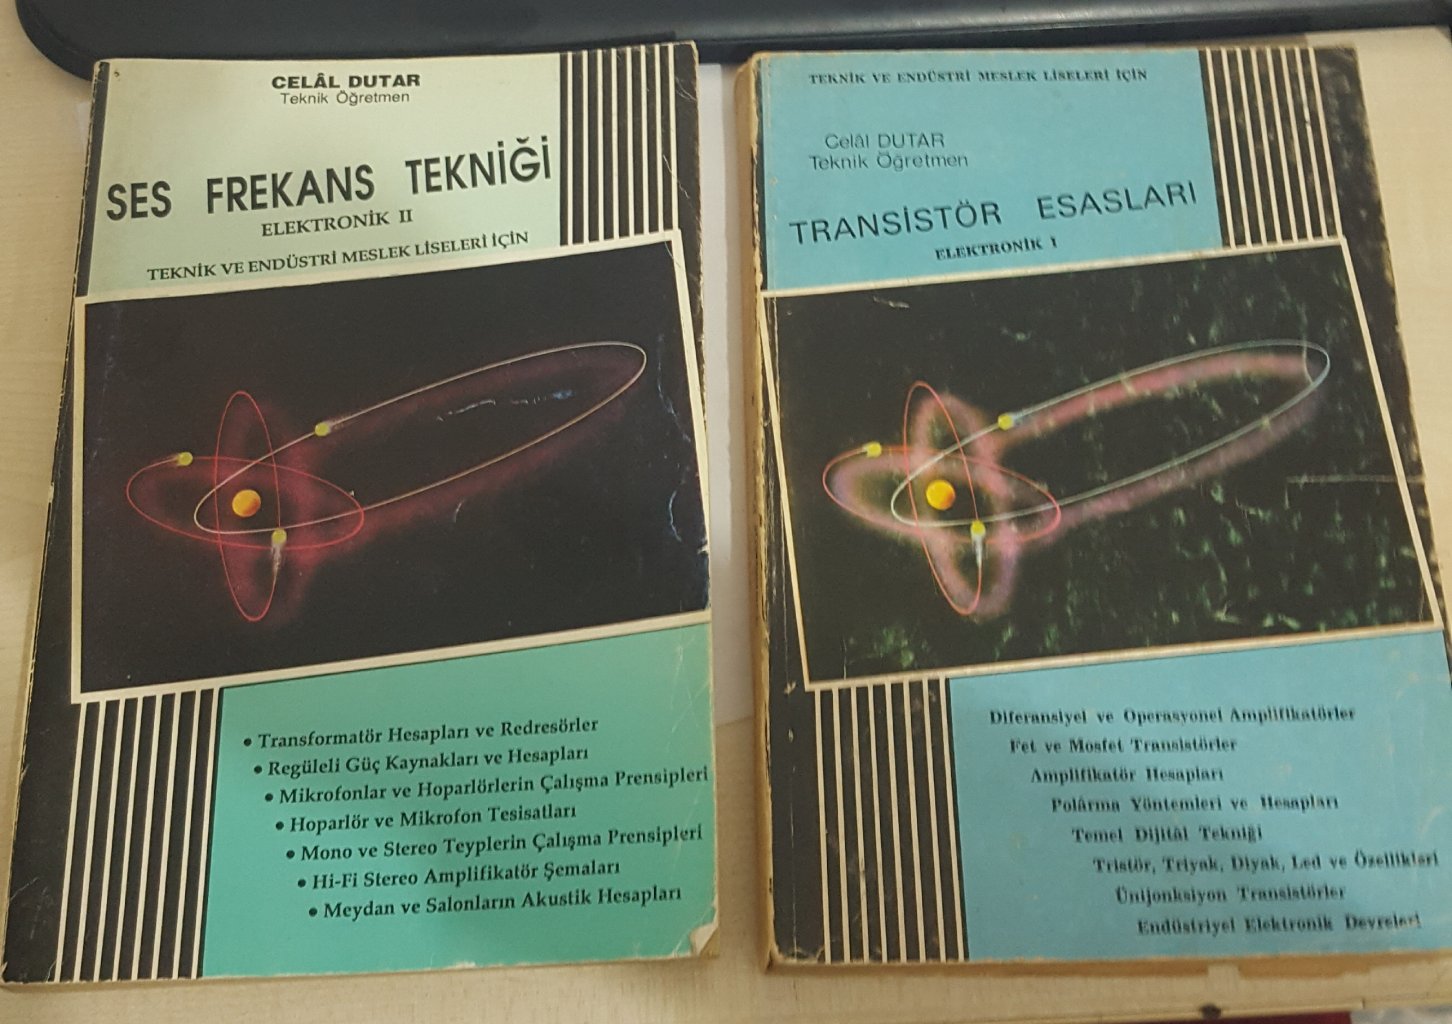 CELÂL DUTAR
Teknik Öğretmen
SES FREKANS TEKNİĞİ
ELEKTRONİK II
TEKNİK VE ENDÜSTRİ MESLEK LİSELERİ İÇİN
• Transformatör Hesapları ve Redresörler
• Regüleli Güç Kaynakları ve Hesapları
• Mikrofonlar ve Hoparlörlerin Çalışma Prensipleri
• Hoparlör ve Mikrofon Tesisatları
• Mono ve Stereo Teyplerin Çalışma Prensipleri
• Hi-Fi Stereo Amplifikatör Şemaları
• Meydan ve Salonların Akustik Hesapları
TEKNİK VE ENDÜSTRİ MESLEK LİSELERİ İÇİN
Celâl DUTAR
Teknik Öğretmen
TRANSİSTÖR ESASLARI
ELEKTRONİK I
Diferansiyel ve Operasyonel Amplifikatörler
Fet ve Mosfet Transistörler
Amplifikatör Hesapları
Polârma Yöntemleri ve Hesapları
Temel Dijitâl Tekniği
Tristör, Triyak, Diyak, Led ve Özellikleri
Ünijonksiyon Transistörler
Endüstriyel Elektronik Devreleri